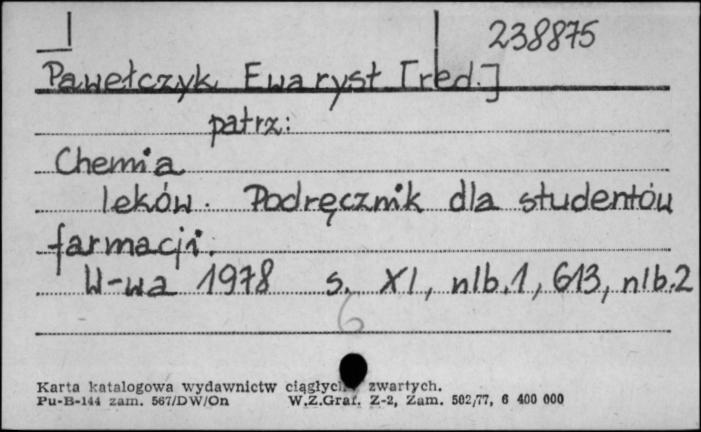 238875
Pawełczyk Ewaryst [red.]
patrz:
Chemia
leków. Podręcznik dla studentów
farmacji.
W-wa 1978 s. XI, nlb.1, 613, nlb.2
6
Karta katalogowa wydawnictw ciągłych, zwartych.
Pu-B-144 zam. 567/DW/On W.Z.Graf. Z-2, Zam. 502/77, 6 400 000